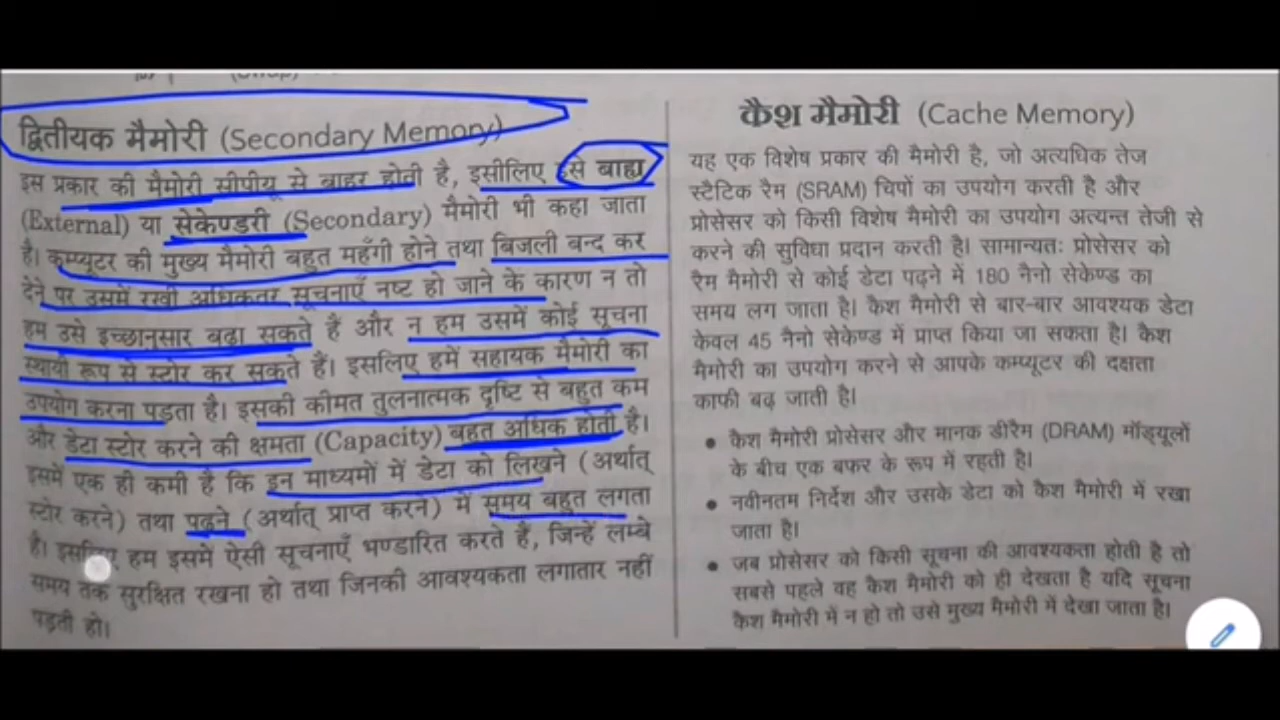 द्वितीयक मैमोरी (Secondary Memory)
इस प्रकार की मैमोरी सीपीयू से बाहर होती है, इसीलिए इसे बाह्य
(External) या सेकेण्डरी (Secondary) मैमोरी भी कहा जाता
है। कम्प्यूटर की मुख्य मैमोरी बहुत महँगी होने तथा बिजली बन्द कर
देने पर उसमें रखी अधिकतर सूचनाएँ नष्ट हो जाने के कारण न तो
हम उसे इच्छानुसार बढ़ा सकते हैं और न हम उसमें कोई सूचना
स्थायी रूप से स्टोर कर सकते हैं। इसलिए हमें सहायक मैमोरी का
उपयोग करना पड़ता है। इसकी कीमत तुलनात्मक दृष्टि से बहुत कम
और डेटा स्टोर करने की क्षमता (Capacity) बहुत अधिक होती है।
इसमें एक ही कमी है कि इन माध्यमों में डेटा को लिखने (अर्थात्
स्टोर करने) तथा पढ़ने (अर्थात् प्राप्त करने) में समय बहुत लगता
है। इसलिए हम इसमें ऐसी सूचनाएँ भण्डारित करते हैं, जिन्हें लम्बे
समय तक सुरक्षित रखना हो तथा जिनकी आवश्यकता लगातार नहीं
पड़ती हो।
कैश मैमोरी (Cache Memory)
यह एक विशेष प्रकार की मैमोरी है, जो अत्यधिक तेज
स्टैटिक रैम (SRAM) चिपों का उपयोग करती है और
प्रोसेसर को किसी विशेष मैमोरी का उपयोग अत्यन्त तेजी से
करने की सुविधा प्रदान करती है। सामान्यतः प्रोसेसर को
रैम मैमोरी से कोई डेटा पढ़ने में 180 नैनो सेकेण्ड का
समय लग जाता है। कैश मैमोरी से बार-बार आवश्यक डेटा
केवल 45 नैनो सेकेण्ड में प्राप्त किया जा सकता है। कैश
मैमोरी का उपयोग करने से आपके कम्प्यूटर की दक्षता
काफी बढ़ जाती है।
• कैश मैमोरी प्रोसेसर और मानक डीरैम (DRAM) मॉड्यूलों
के बीच एक बफर के रूप में रहती है।
• नवीनतम निर्देश और उसके डेटा को कैश मैमोरी में रखा
जाता है।
• जब प्रोसेसर को किसी सूचना की आवश्यकता होती है तो
सबसे पहले वह कैश मैमोरी को ही देखता है यदि सूचना
कैश मैमोरी में न हो तो उसे मुख्य मैमोरी में देखा जाता है।